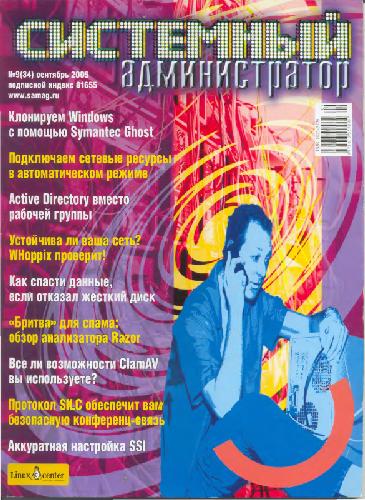 СИСТЕМНЫЙ
администратор
№9(34) сентябрь 2005
подписной индекс 81655
www.samag.ru
Клонируем Windows
с помощью Symantec Ghost
Подключаем сетевые ресурсы
в автоматическом режиме
Active Directory вместо
рабочей группы
Устойчива ли ваша сеть?
WHoppix проверит!
Как спасти данные,
если отказал жесткий диск
«Бритва» для спама:
обзор анализатора Razor
Все ли возможности ClamAV
вы используете?
Протокол SILC обеспечит вам
безопасную конференц-связь
Аккуратная настройка SSI
Linux center